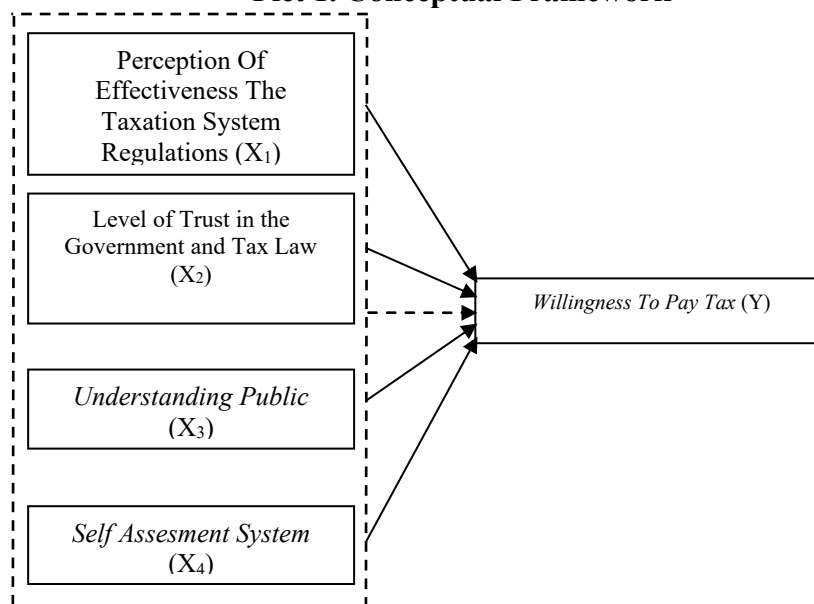 Pict 1. Conceptual Framework
Perception Of
Effectiveness The
Taxation System
Regulations (X₁)
Level of Trust in the
Government and Tax Law
(X₂)
Willingness To Pay Tax (Y)
Understanding Public
(X₃)
Self Assesment System
(X₄)